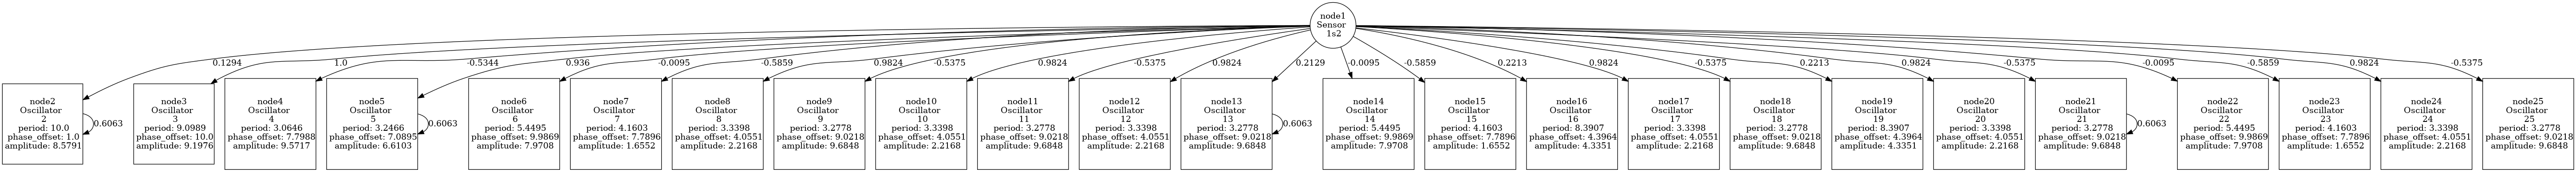 node1
Sensor
1s2
0.1294
1.0
-0.5344
0.936
-0.0095
-0.5859
0.9824
-0.5375
0.9824
-0.5375
0.9824
0.2129
-0.0095
-0.5859
0.2213
0.9824
-0.5375
0.2213
0.9824
-0.5375
-0.0095
-0.5859
0.9824
-0.5375
node2
Oscillator
2
period: 10.0
phase_offset: 1.0
amplitude: 8.5791
0.6063
node3
Oscillator
3
period: 9.0989
phase_offset: 10.0
amplitude: 9.1976
node4
Oscillator
4
period: 3.0646
phase_offset: 7.7988
amplitude: 9.5717
node5
Oscillator
5
period: 3.2466
phase_offset: 7.0895
amplitude: 6.6103
0.6063
node6
Oscillator
6
period: 5.4495
phase_offset: 9.9869
amplitude: 7.9708
node7
Oscillator
7
period: 4.1603
phase_offset: 7.7896
amplitude: 1.6552
node8
Oscillator
8
period: 3.3398
phase_offset: 4.0551
amplitude: 2.2168
node9
Oscillator
9
period: 3.2778
phase_offset: 9.0218
amplitude: 9.6848
node10
Oscillator
10
period: 3.3398
phase_offset: 4.0551
amplitude: 2.2168
node11
Oscillator
11
period: 3.2778
phase_offset: 9.0218
amplitude: 9.6848
node12
Oscillator
12
period: 3.3398
phase_offset: 4.0551
amplitude: 2.2168
node13
Oscillator
13
period: 3.2778
phase_offset: 9.0218
amplitude: 9.6848
0.6063
node14
Oscillator
14
period: 5.4495
phase_offset: 9.9869
amplitude: 7.9708
node15
Oscillator
15
period: 4.1603
phase_offset: 7.7896
amplitude: 1.6552
node16
Oscillator
16
period: 8.3907
phase_offset: 4.3964
amplitude: 4.3351
node17
Oscillator
17
period: 3.3398
phase_offset: 4.0551
amplitude: 2.2168
node18
Oscillator
18
period: 3.2778
phase_offset: 9.0218
amplitude: 9.6848
node19
Oscillator
19
period: 8.3907
phase_offset: 4.3964
amplitude: 4.3351
node20
Oscillator
20
period: 3.3398
phase_offset: 4.0551
amplitude: 2.2168
node21
Oscillator
21
period: 3.2778
phase_offset: 9.0218
amplitude: 9.6848
0.6063
node22
Oscillator
22
period: 5.4495
phase_offset: 9.9869
amplitude: 7.9708
node23
Oscillator
23
period: 4.1603
phase_offset: 7.7896
amplitude: 1.6552
node24
Oscillator
24
period: 3.3398
phase_offset: 4.0551
amplitude: 2.2168
node25
Oscillator
25
period: 3.2778
phase_offset: 9.0218
amplitude: 9.6848